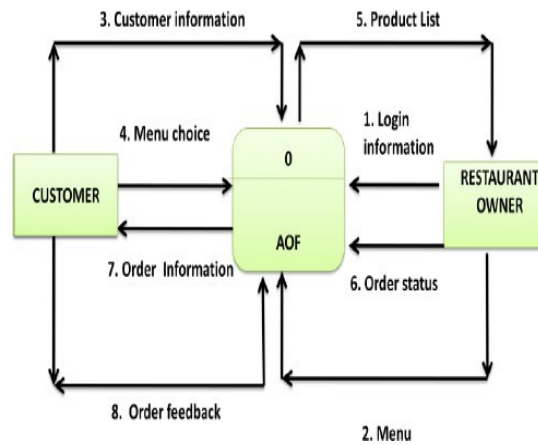 3. Customer information
5. Product List
1. Login
information
4. Menu choice
0
CUSTOMER
RESTAURANT
OWNER
AOF
7. Order Information
6. Order status
8. Order feedback
2. Menu